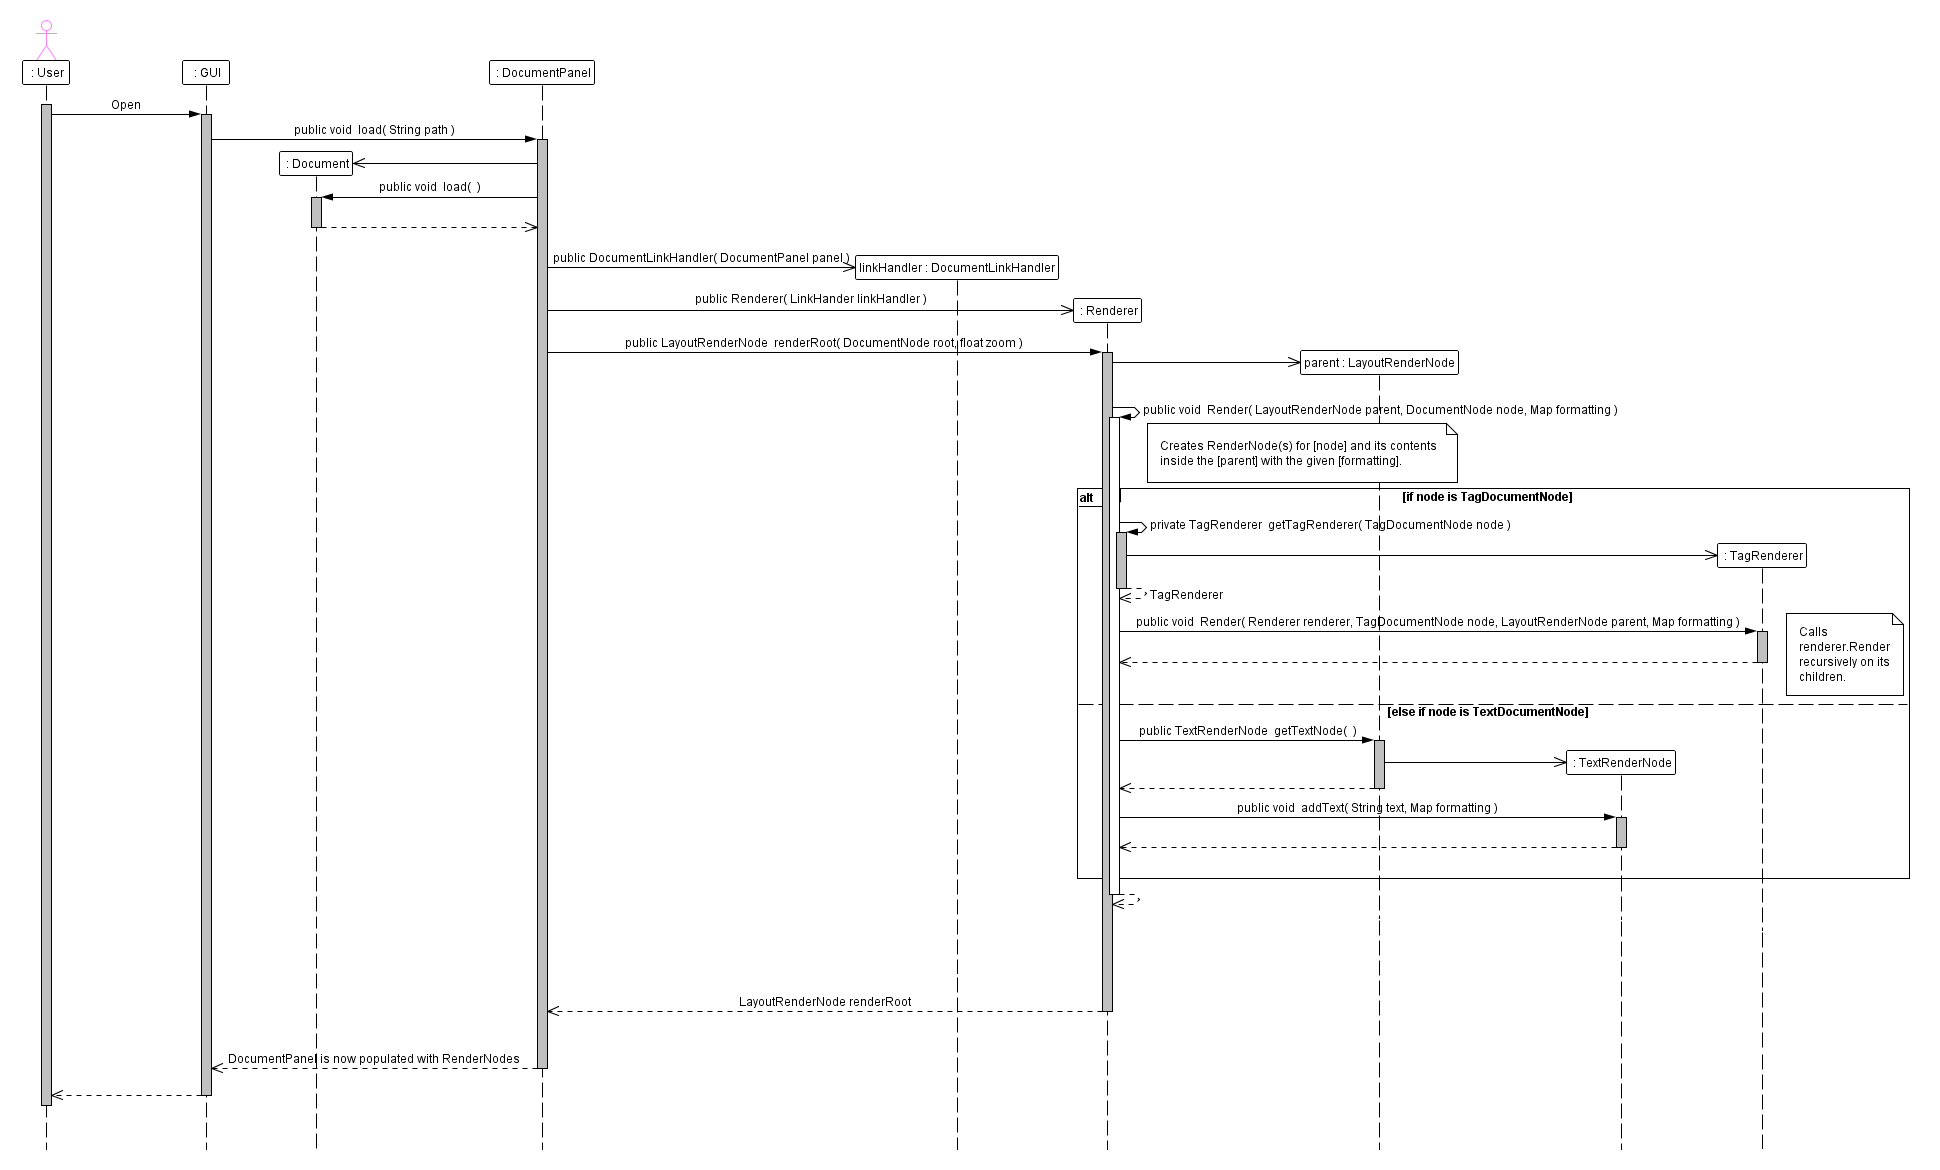 : User
: GUI
: DocumentPanel
Open
public void  load( String path )
: Document
public void  load(  )
public DocumentLinkHandler( DocumentPanel panel )
linkHandler : DocumentLinkHandler
public Renderer( LinkHander linkHandler )
: Renderer
public LayoutRenderNode  renderRoot( DocumentNode root, float zoom )
parent : LayoutRenderNode
public void  Render( LayoutRenderNode parent, DocumentNode node, Map formatting )
Creates RenderNode(s) for [node] and its contents
inside the [parent] with the given [formatting].
alt
[if node is TagDocumentNode]
private TagRenderer  getTagRenderer( TagDocumentNode node )
: TagRenderer
TagRenderer
public void  Render( Renderer renderer, TagDocumentNode node, LayoutRenderNode parent, Map formatting )
Calls
renderer.Render
recursively on its
children.
[else if node is TextDocumentNode]
public TextRenderNode  getTextNode(  )
: TextRenderNode
public void  addText( String text, Map formatting )
LayoutRenderNode renderRoot
DocumentPanel is now populated with RenderNodes